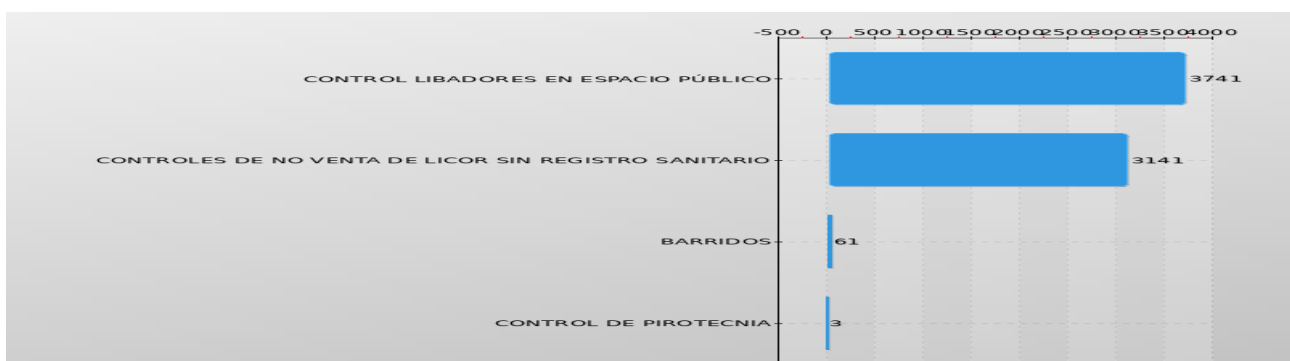 -500 0 500 1000 1500 2000 2500 3000 3500 4000
CONTROL LIBADORES EN ESPACIO PÚBLICO 3741
CONTROLES DE NO VENTA DE LICOR SIN REGISTRO SANITARIO 3141
BARRIDOS 61
CONTROL DE PIROTECNIA 3